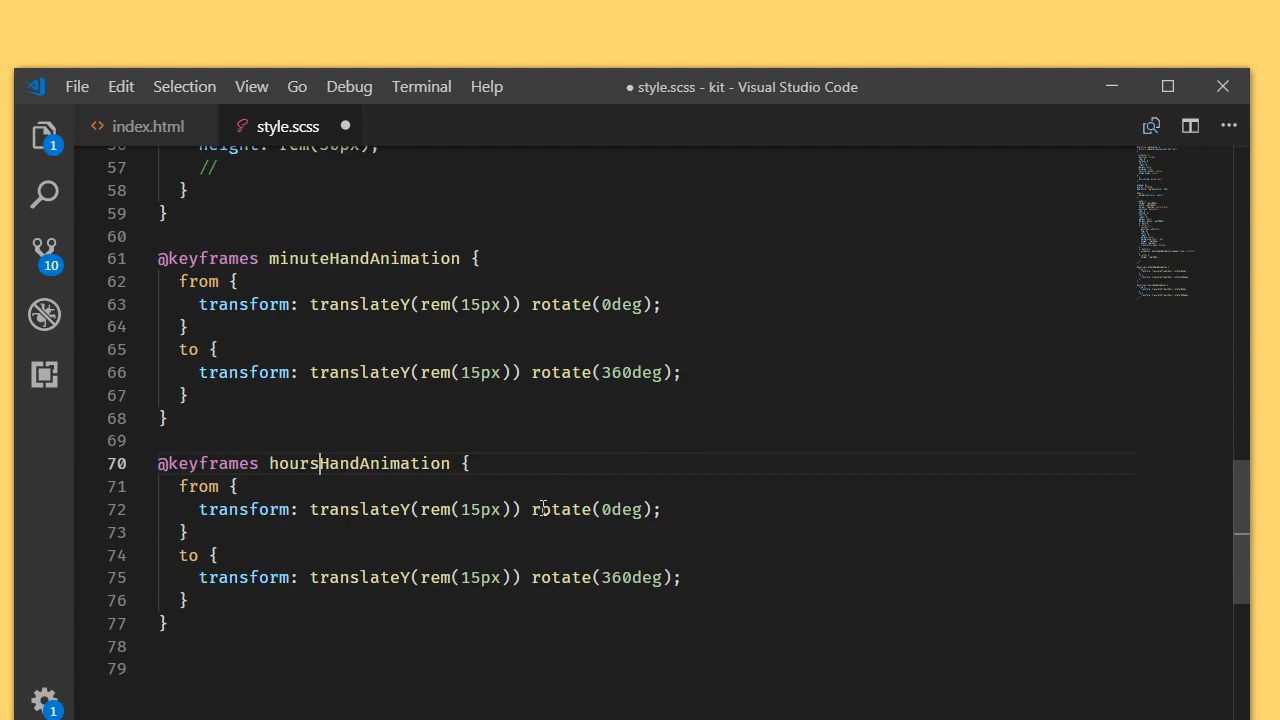 File Edit Selection View Go Debug Terminal Help ● style.scss - kit - Visual Studio Code
<> index.html style.scss ●
56 height: rem(50px);
57 //
58 }
59 }
60
61 @keyframes minuteHandAnimation {
62 from {
63 transform: translateY(rem(15px)) rotate(0deg);
64 }
65 to {
66 transform: translateY(rem(15px)) rotate(360deg);
67 }
68 }
69
70 @keyframes hoursHandAnimation {
71 from {
72 transform: translateY(rem(15px)) rotate(0deg);
73 }
74 to {
75 transform: translateY(rem(15px)) rotate(360deg);
76 }
77 }
78
79
1
10
1